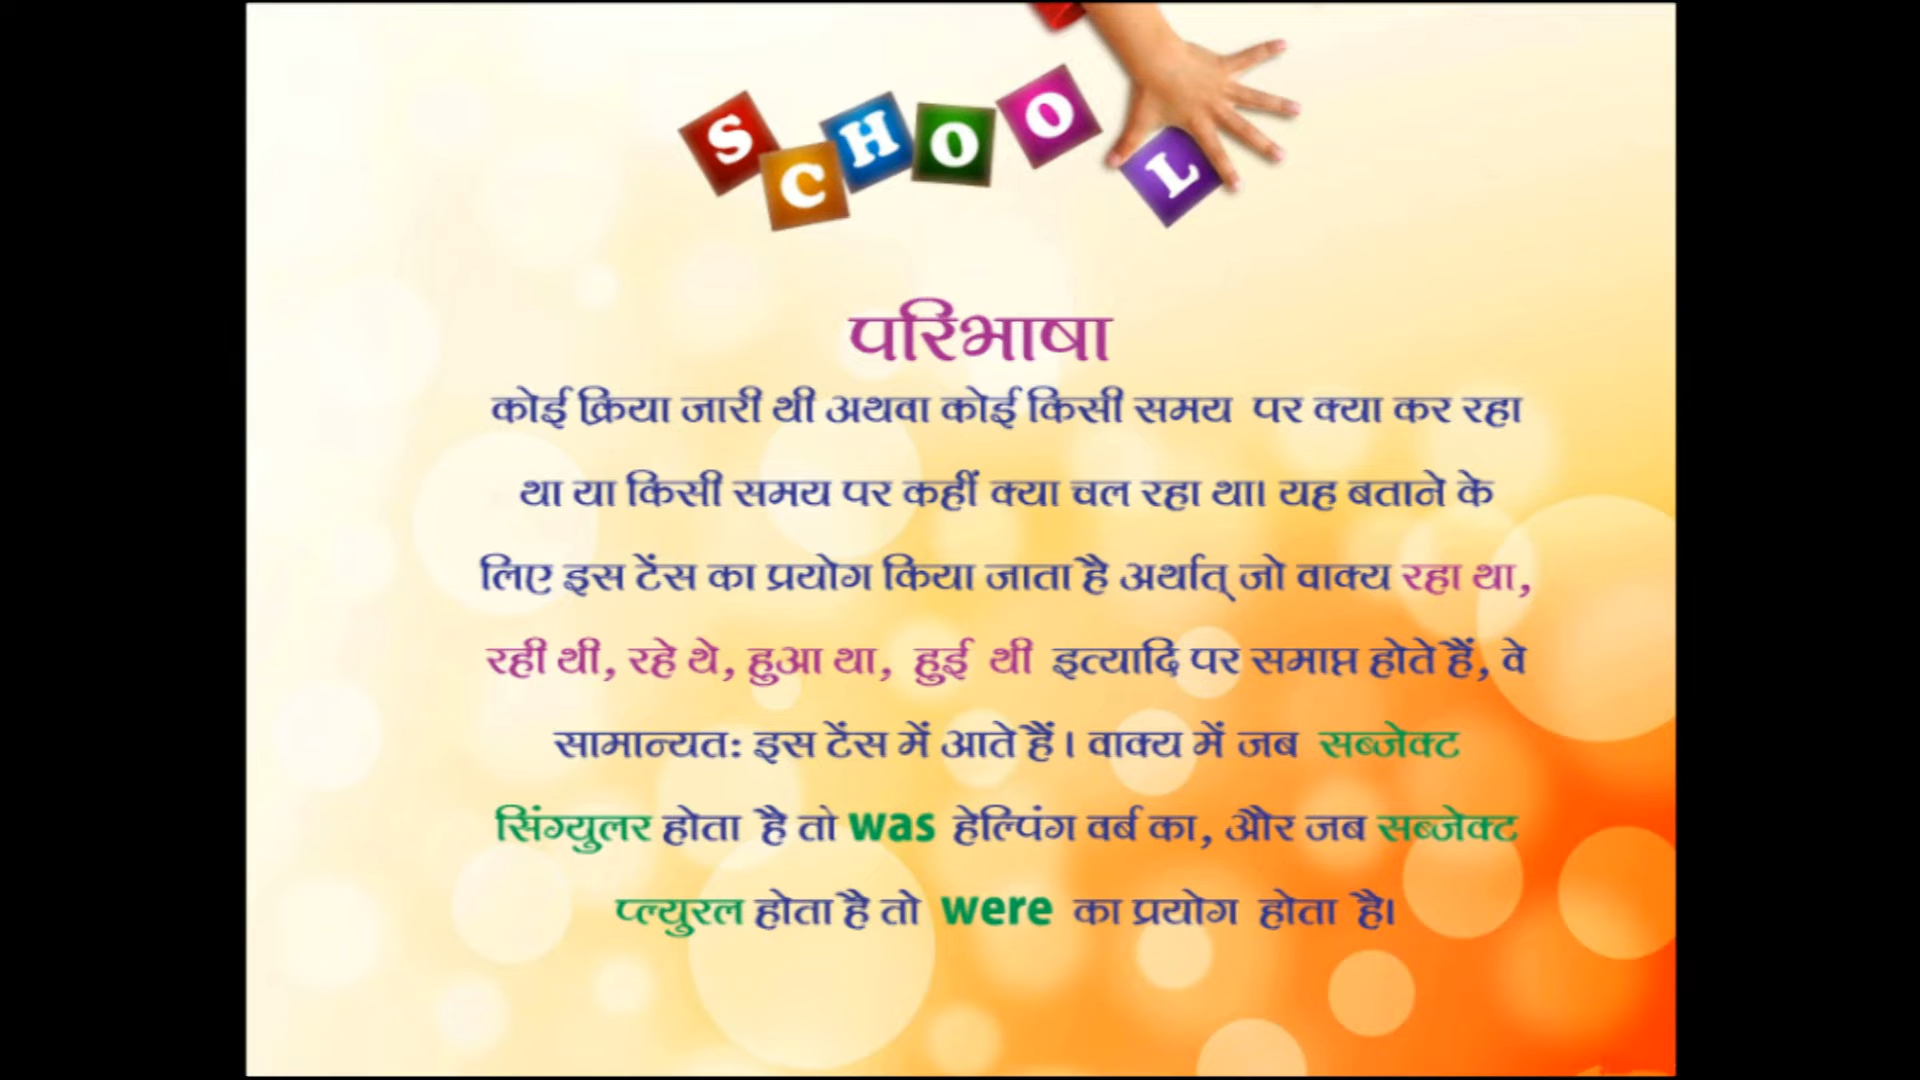 SCHOOL
परिभाषा
कोई क्रिया जारी थी अथवा कोई किसी समय पर क्या कर रहा
था या किसी समय पर कहीं क्या चल रहा था। यह बताने के
लिए इस टेंस का प्रयोग किया जाता है अर्थात् जो वाक्य रहा था,
रही थी, रहे थे, हुआ था, हुई थी इत्यादि पर समाप्त होते हैं, वे
सामान्यतः इस टेंस में आते हैं। वाक्य में जब सब्जेक्ट
सिंग्युलर होता है तो was हेल्पिंग वर्ब का, और जब सब्जेक्ट
प्ल्युरल होता है तो were का प्रयोग होता है।